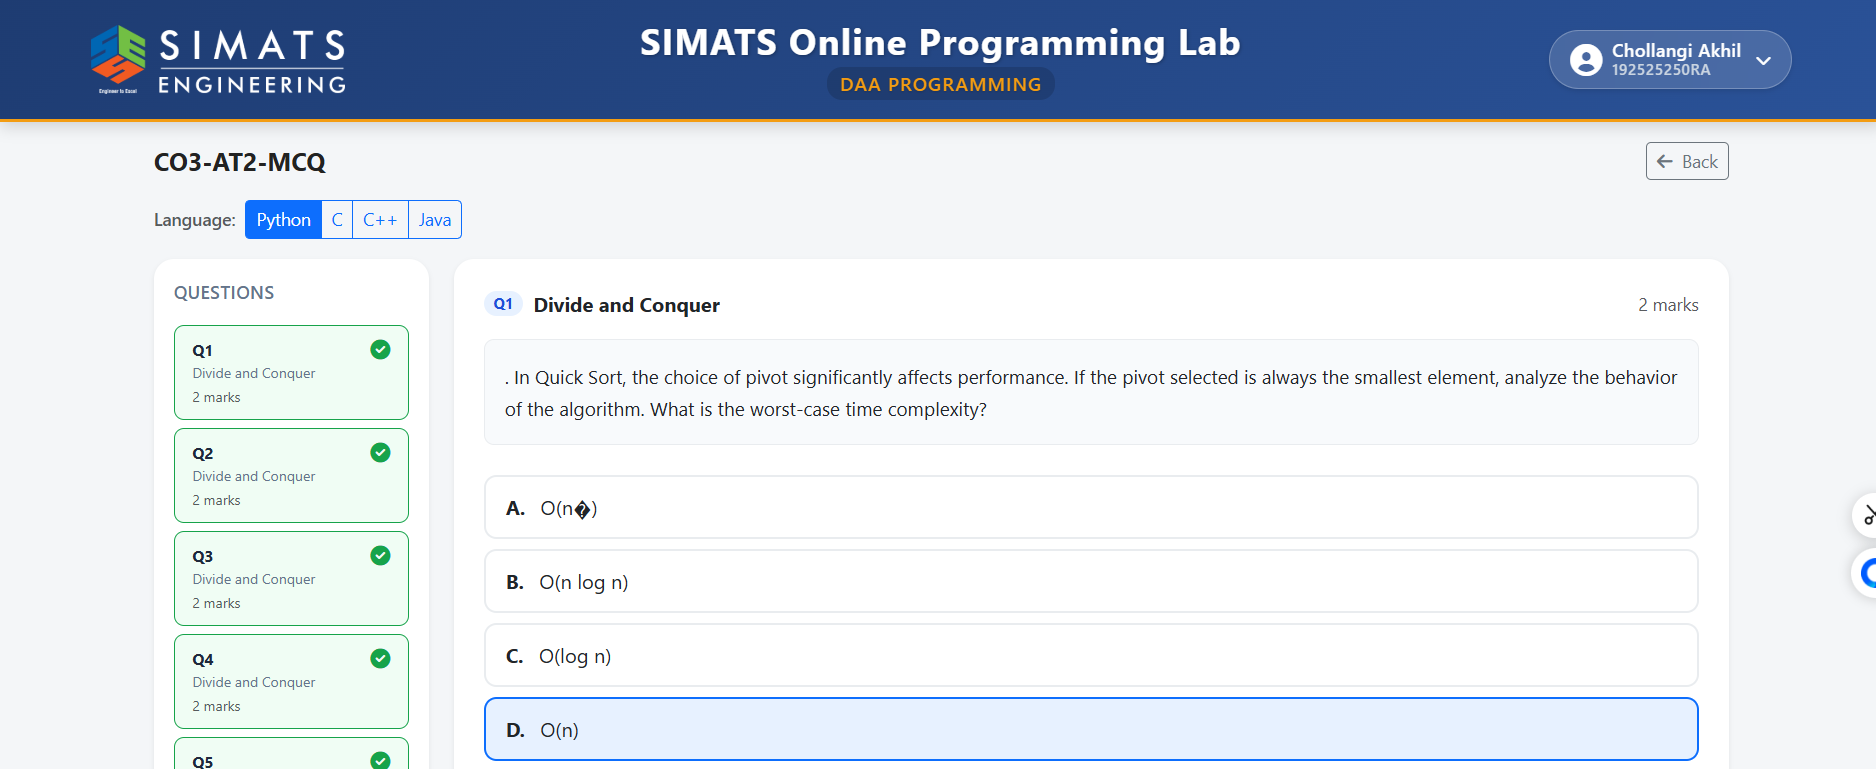 SIMATS
ENGINEERING
Engineer to Excel
SIMATS Online Programming Lab
DAA PROGRAMMING
Chollangi Akhil
192525250RA
CO3-AT2-MCQ
Back
Language: Python C C++ Java
QUESTIONS
Q1
Divide and Conquer
2 marks
Q2
Divide and Conquer
2 marks
Q3
Divide and Conquer
2 marks
Q4
Divide and Conquer
2 marks
Q5
Q1 Divide and Conquer 2 marks
. In Quick Sort, the choice of pivot significantly affects performance. If the pivot selected is always the smallest element, analyze the behavior
of the algorithm. What is the worst-case time complexity?
A. O(n�)
B. O(n log n)
C. O(log n)
D. O(n)